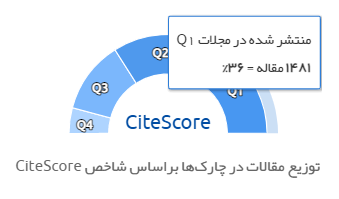 منتشر شده در مجلات Q۱
۱۴۸۱ مقاله = ۳۶٪
Q2
Q1
Q3
Q4
CiteScore
توزیع مقالات در چارک‌ها براساس شاخص CiteScore